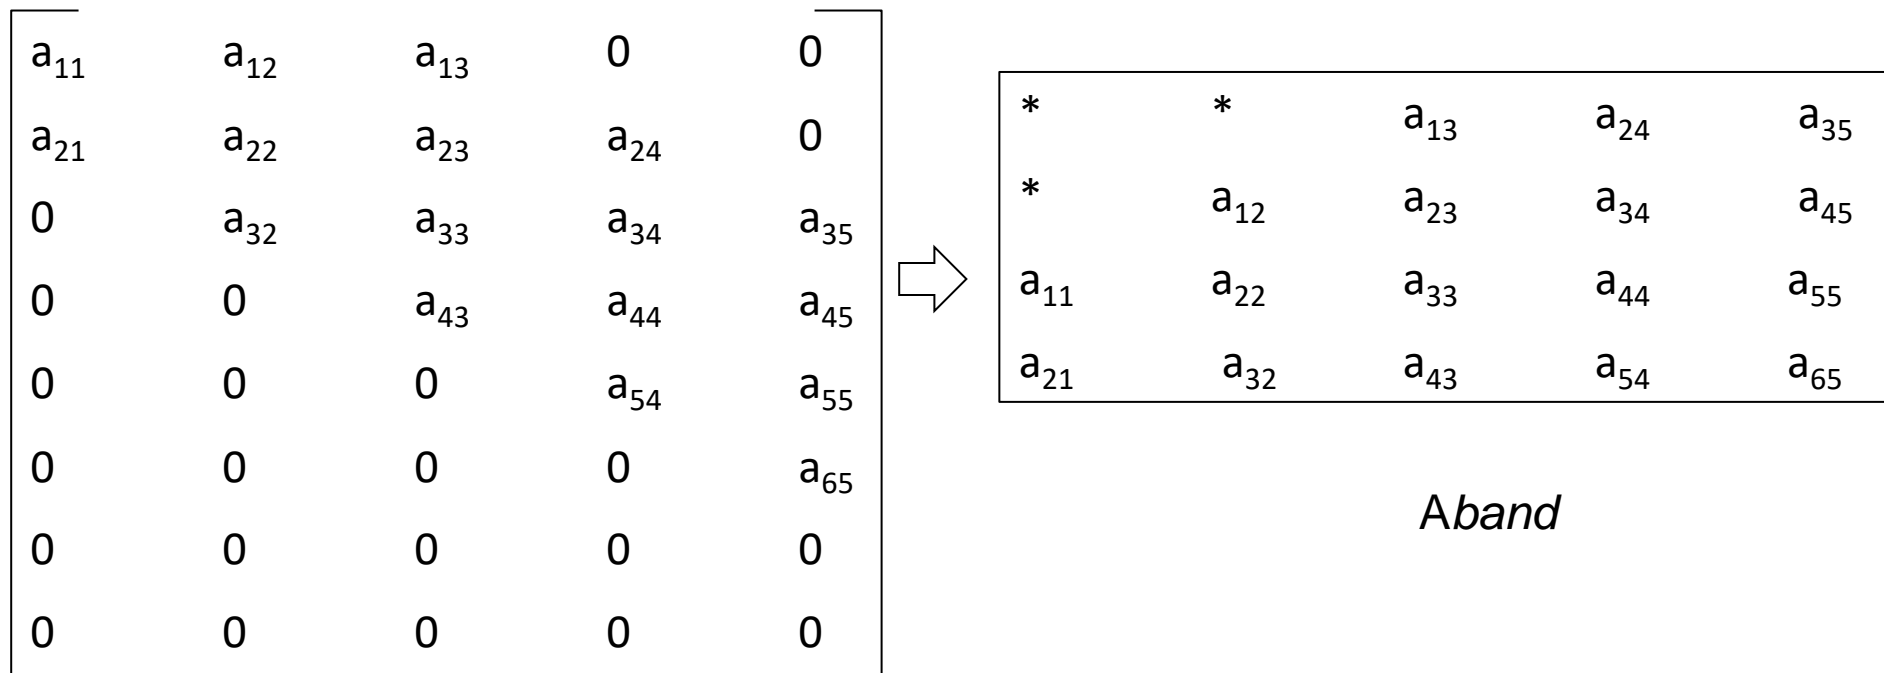 a11 a12 a13 0 0
a21 a22 a23 a24 0
0 a32 a33 a34 a35
0 0 a43 a44 a45
0 0 0 a54 a55
0 0 0 0 a65
0 0 0 0 0
0 0 0 0 0
* * a13 a24 a35
* a12 a23 a34 a45
a11 a22 a33 a44 a55
a21 a32 a43 a54 a65
Aband